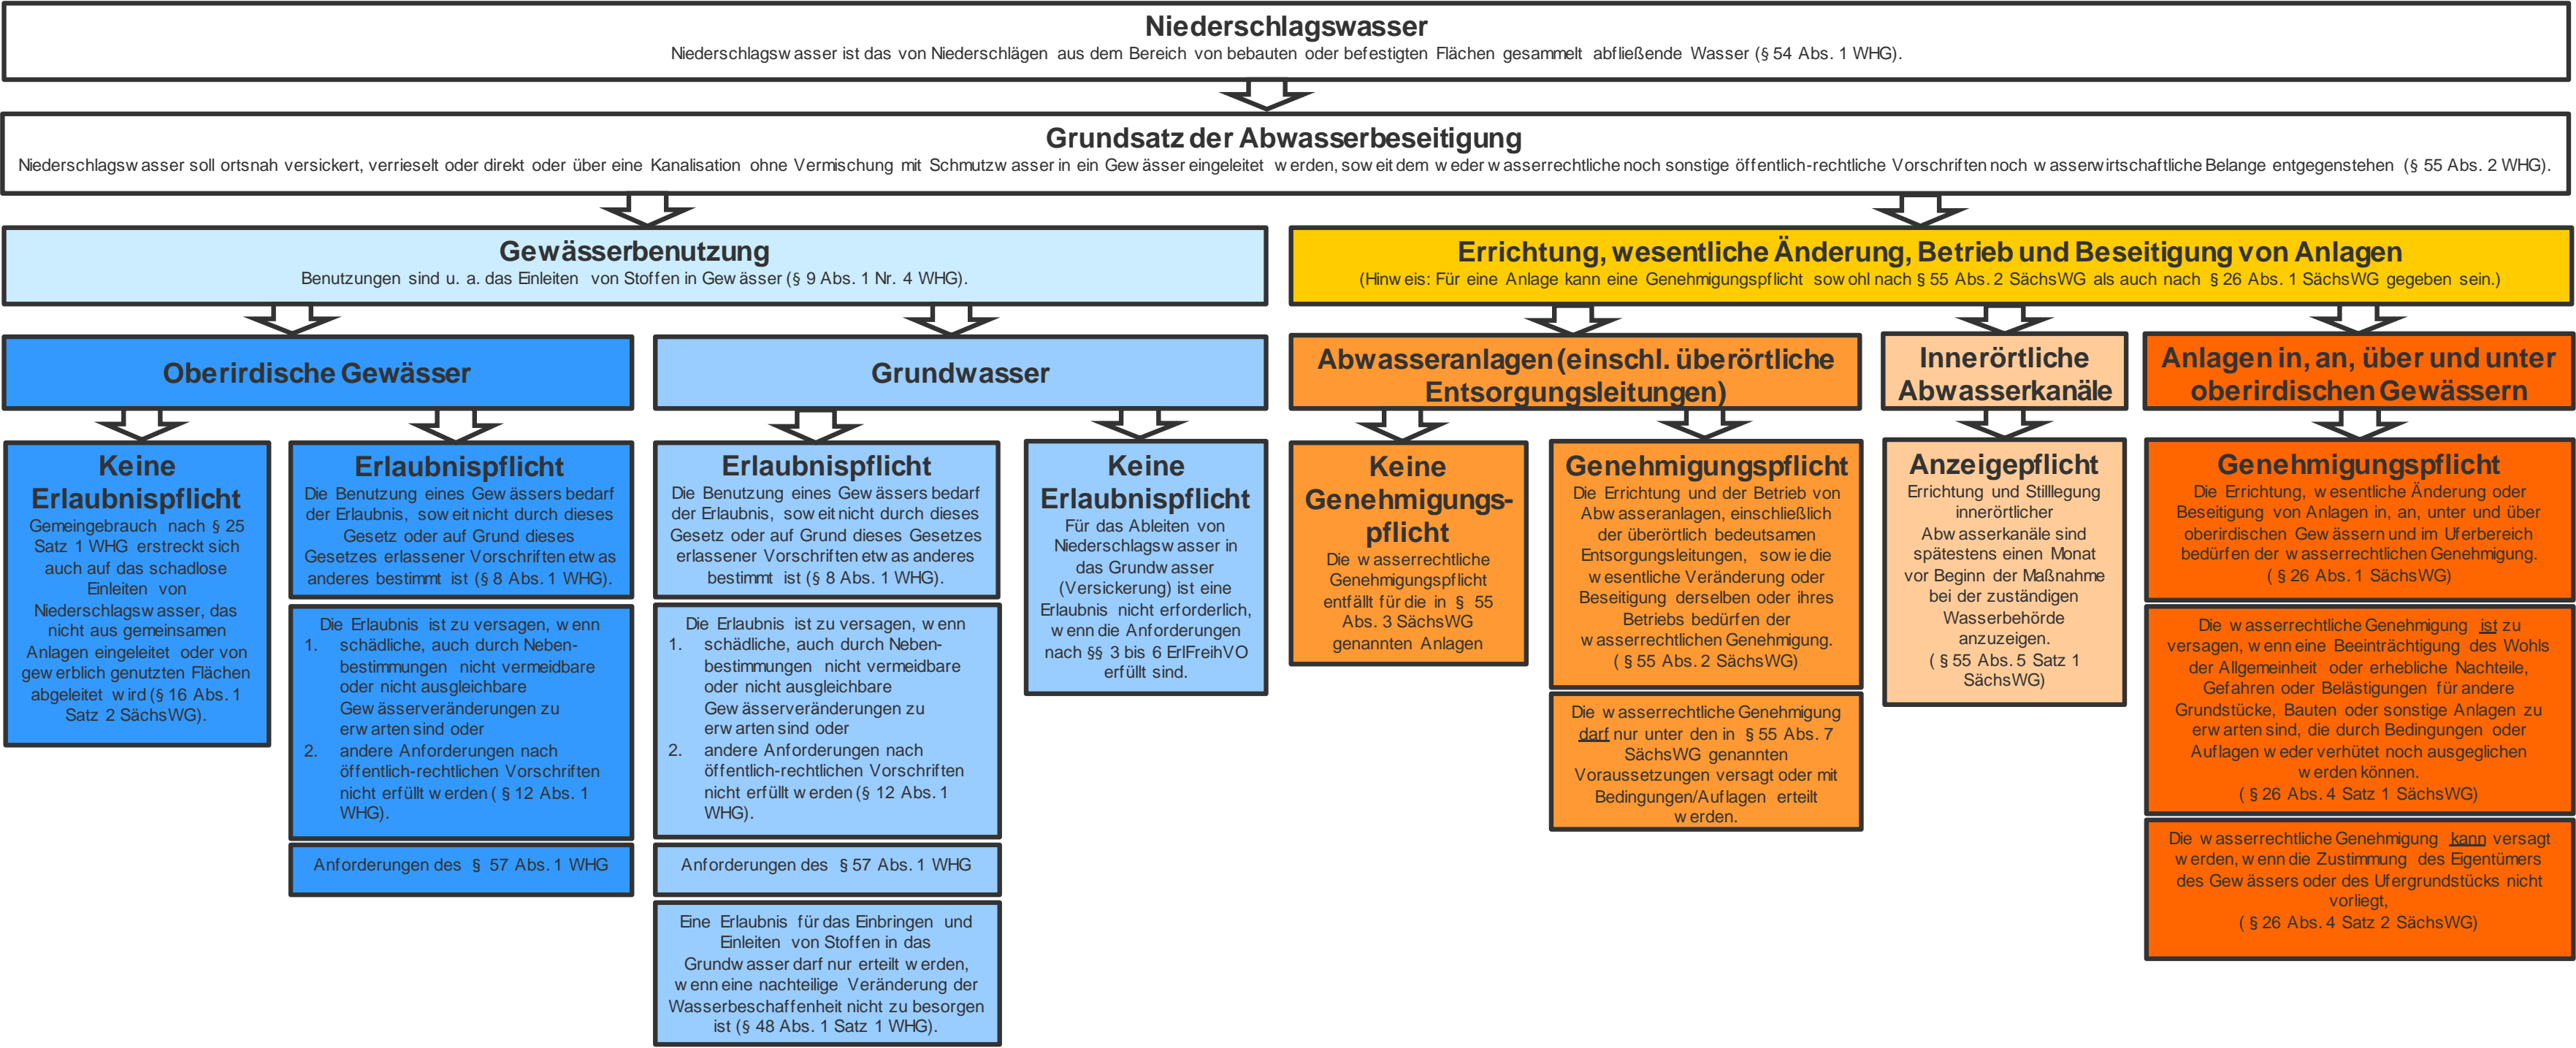 Niederschlagswasser
Niederschlagswasser ist das von Niederschlägen aus dem Bereich von bebauten oder befestigten Flächen gesammelt abfließende Wasser (§ 54 Abs. 1 WHG).
Grundsatz der Abwasserbeseitigung
Niederschlagswasser soll ortsnah versickert, verrieselt oder direkt oder über eine Kanalisation ohne Vermischung mit Schmutzwasser in ein Gewässer eingeleitet werden, soweit dem weder wasserrechtliche noch sonstige öffentlich-rechtliche Vorschriften noch wasserwirtschaftliche Belange entgegenstehen (§ 55 Abs. 2 WHG).
Gewässerbenutzung
Benutzungen sind u. a. das Einleiten von Stoffen in Gewässer (§ 9 Abs. 1 Nr. 4 WHG).
Errichtung, wesentliche Änderung, Betrieb und Beseitigung von Anlagen
(Hinweis: Für eine Anlage kann eine Genehmigungspflicht sowohl nach § 55 Abs. 2 SächsWG als auch nach § 26 Abs. 1 SächsWG gegeben sein.)
Oberirdische Gewässer
Grundwasser
Abwasseranlagen (einschl. überörtliche
Entsorgungsleitungen)
Innerörtliche
Abwasserkanäle
Anlagen in, an, über und unter
oberirdischen Gewässern
Keine
Erlaubnispflicht
Gemeingebrauch nach § 25
Satz 1 WHG erstreckt sich
auch auf das schadlose
Einleiten von
Niederschlagswasser, das
nicht aus gemeinsamen
Anlagen eingeleitet oder von
gewerblich genutzten Flächen
abgeleitet wird (§ 16 Abs. 1
Satz 2 SächsWG).
Erlaubnispflicht
Die Benutzung eines Gewässers bedarf
der Erlaubnis, soweit nicht durch dieses
Gesetz oder auf Grund dieses
Gesetzes erlassener Vorschriften etwas
anderes bestimmt ist (§ 8 Abs. 1 WHG).
Die Erlaubnis ist zu versagen, wenn
1. schädliche, auch durch Neben-
bestimmungen nicht vermeidbare
oder nicht ausgleichbare
Gewässerveränderungen zu
erwarten sind oder
2. andere Anforderungen nach
öffentlich-rechtlichen Vorschriften
nicht erfüllt werden ( § 12 Abs. 1
WHG).
Anforderungen des § 57 Abs. 1 WHG
Erlaubnispflicht
Die Benutzung eines Gewässers bedarf
der Erlaubnis, soweit nicht durch dieses
Gesetz oder auf Grund dieses Gesetzes
erlassener Vorschriften etwas anderes
bestimmt ist (§ 8 Abs. 1 WHG).
Die Erlaubnis ist zu versagen, wenn
1. schädliche, auch durch Neben-
bestimmungen nicht vermeidbare
oder nicht ausgleichbare
Gewässerveränderungen zu
erwarten sind oder
2. andere Anforderungen nach
öffentlich-rechtlichen Vorschriften
nicht erfüllt werden (§ 12 Abs. 1
WHG).
Anforderungen des § 57 Abs. 1 WHG
Eine Erlaubnis für das Einbringen und
Einleiten von Stoffen in das
Grundwasser darf nur erteilt werden,
wenn eine nachteilige Veränderung der
Wasserbeschaffenheit nicht zu besorgen
ist (§ 48 Abs. 1 Satz 1 WHG).
Keine
Erlaubnispflicht
Für das Ableiten von
Niederschlagswasser in
das Grundwasser
(Versickerung) ist eine
Erlaubnis nicht erforderlich,
wenn die Anforderungen
nach §§ 3 bis 6 ErlFreihVO
erfüllt sind.
Keine
Genehmigungs-
pflicht
Die wasserrechtliche
Genehmigungspflicht
entfällt für die in § 55
Abs. 3 SächsWG
genannten Anlagen
Genehmigungspflicht
Die Errichtung und der Betrieb von
Abwasseranlagen, einschließlich
der überörtlich bedeutsamen
Entsorgungsleitungen, sowie die
wesentliche Veränderung oder
Beseitigung derselben oder ihres
Betriebs bedürfen der
wasserrechtlichen Genehmigung.
( § 55 Abs. 2 SächsWG)
Die wasserrechtliche Genehmigung
darf nur unter den in § 55 Abs. 7
SächsWG genannten
Voraussetzungen versagt oder mit
Bedingungen/Auflagen erteilt
werden.
Anzeigepflicht
Errichtung und Stilllegung
innerörtlicher
Abwasserkanäle sind
spätestens einen Monat
vor Beginn der Maßnahme
bei der zuständigen
Wasserbehörde
anzuzeigen.
( § 55 Abs. 5 Satz 1
SächsWG)
Genehmigungspflicht
Die Errichtung, wesentliche Änderung oder
Beseitigung von Anlagen in, an, unter und über
oberirdischen Gewässern und im Uferbereich
bedürfen der wasserrechtlichen Genehmigung.
( § 26 Abs. 1 SächsWG)
Die wasserrechtliche Genehmigung ist zu
versagen, wenn eine Beeinträchtigung des Wohls
der Allgemeinheit oder erhebliche Nachteile,
Gefahren oder Belästigungen für andere
Grundstücke, Bauten oder sonstige Anlagen zu
erwarten sind, die durch Bedingungen oder
Auflagen weder verhütet noch ausgeglichen
werden können.
( § 26 Abs. 4 Satz 1 SächsWG)
Die wasserrechtliche Genehmigung kann versagt
werden, wenn die Zustimmung des Eigentümers
des Gewässers oder des Ufergrundstücks nicht
vorliegt,
( § 26 Abs. 4 Satz 2 SächsWG)